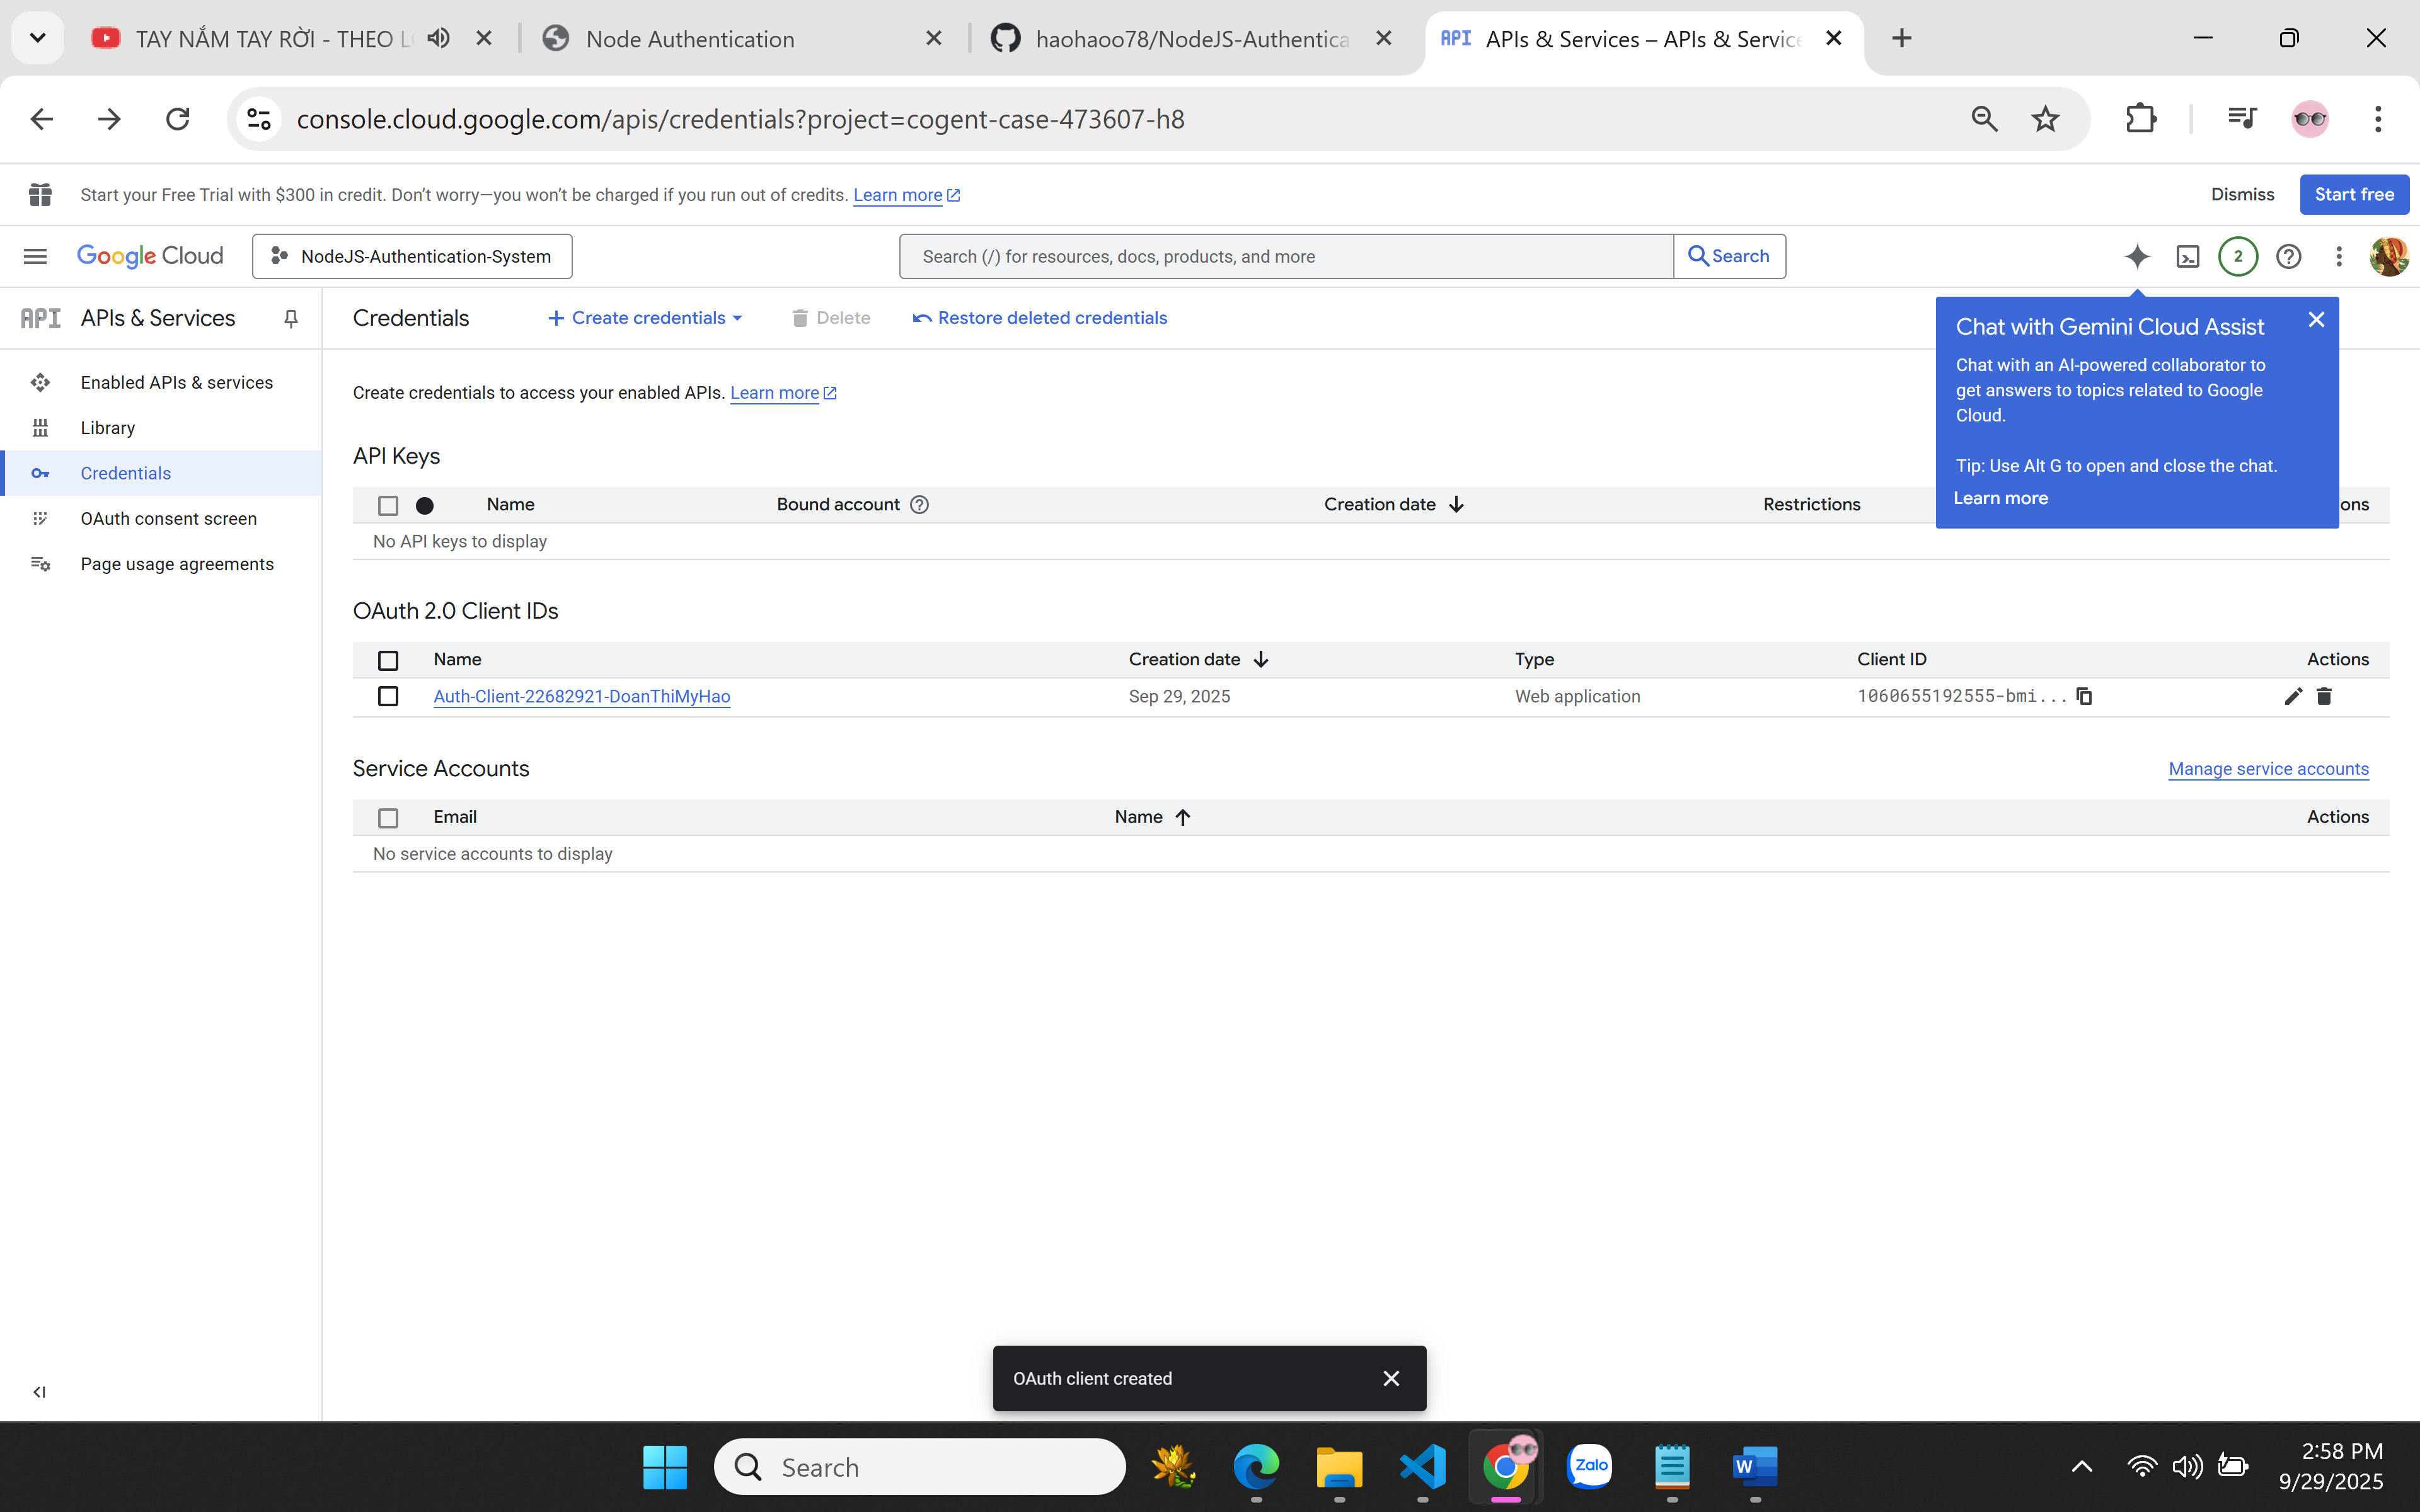 TAY NẮM TAY RỜI - THEO L
Node Authentication
haohaoo78/NodeJS-Authentica
API APIs & Services – APIs & Service
console.cloud.google.com/apis/credentials?project=cogent-case-473607-h8
Start your Free Trial with $300 in credit. Don't worry—you won't be charged if you run out of credits. Learn more
Dismiss
Start free
Google Cloud
NodeJS-Authentication-System
Search (/) for resources, docs, products, and more
Search
2
API APIs & Services
Credentials
Create credentials
Delete
Restore deleted credentials
Chat with Gemini Cloud Assist
Chat with an AI-powered collaborator to
get answers to topics related to Google
Cloud.
Tip: Use Alt G to open and close the chat.
Learn more
Enabled APIs & services
Library
Credentials
OAuth consent screen
Page usage agreements
Create credentials to access your enabled APIs. Learn more
API Keys
Name Bound account Creation date Restrictions ons
No API keys to display
OAuth 2.0 Client IDs
Name Creation date Type Client ID Actions
Auth-Client-22682921-DoanThiMyHao Sep 29, 2025 Web application 1060655192555-bmi...
Service Accounts
Manage service accounts
Email Name Actions
No service accounts to display
OAuth client created
Search
Zalo
W
2:58 PM
9/29/2025